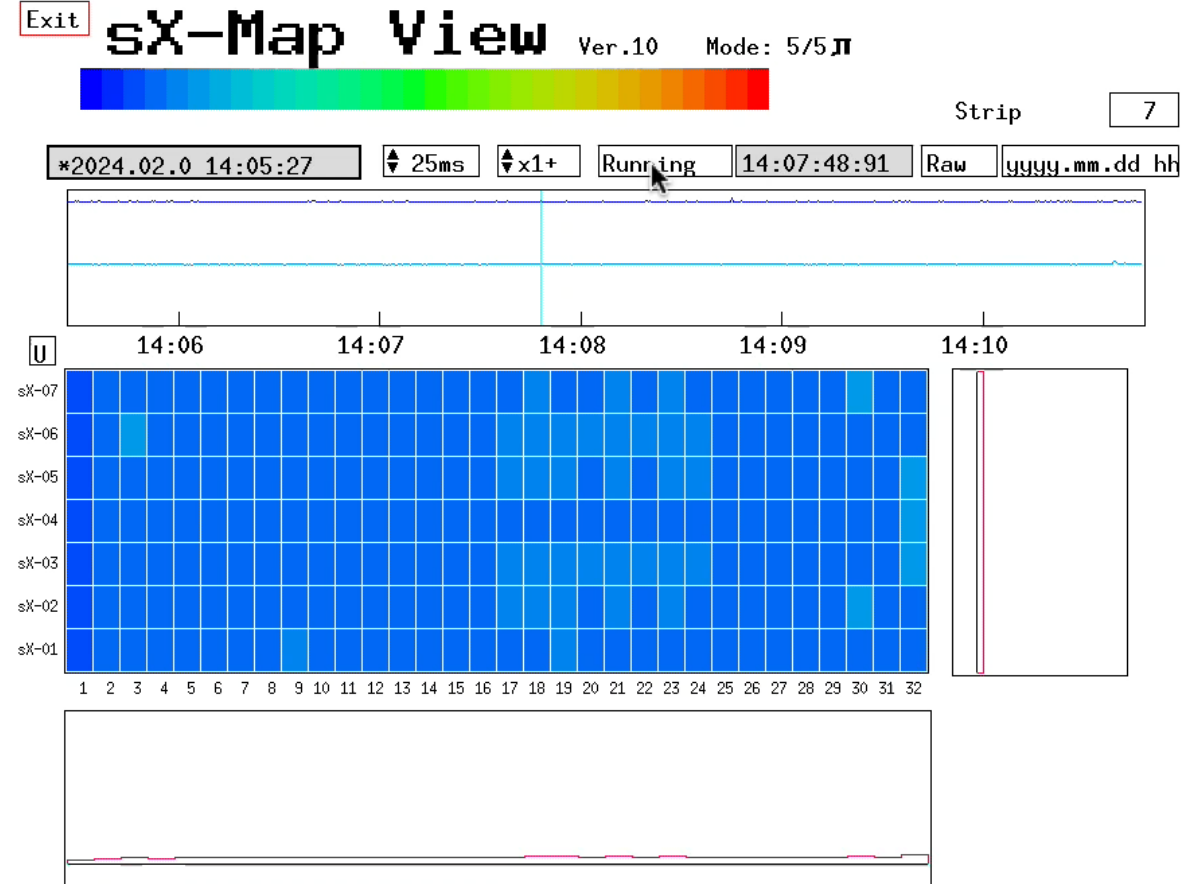 Exit
sX-Map View Ver.10 Mode: 5/5π
Strip 7
*2024.02.0 14:05:27 25ms x1+ Running 14:07:48:91 Raw yyyy.mm.dd hh
14:06 14:07 14:08 14:09 14:10
U
sX-07
sX-06
sX-05
sX-04
sX-03
sX-02
sX-01
1 2 3 4 5 6 7 8 9 10 11 12 13 14 15 16 17 18 19 20 21 22 23 24 25 26 27 28 29 30 31 32